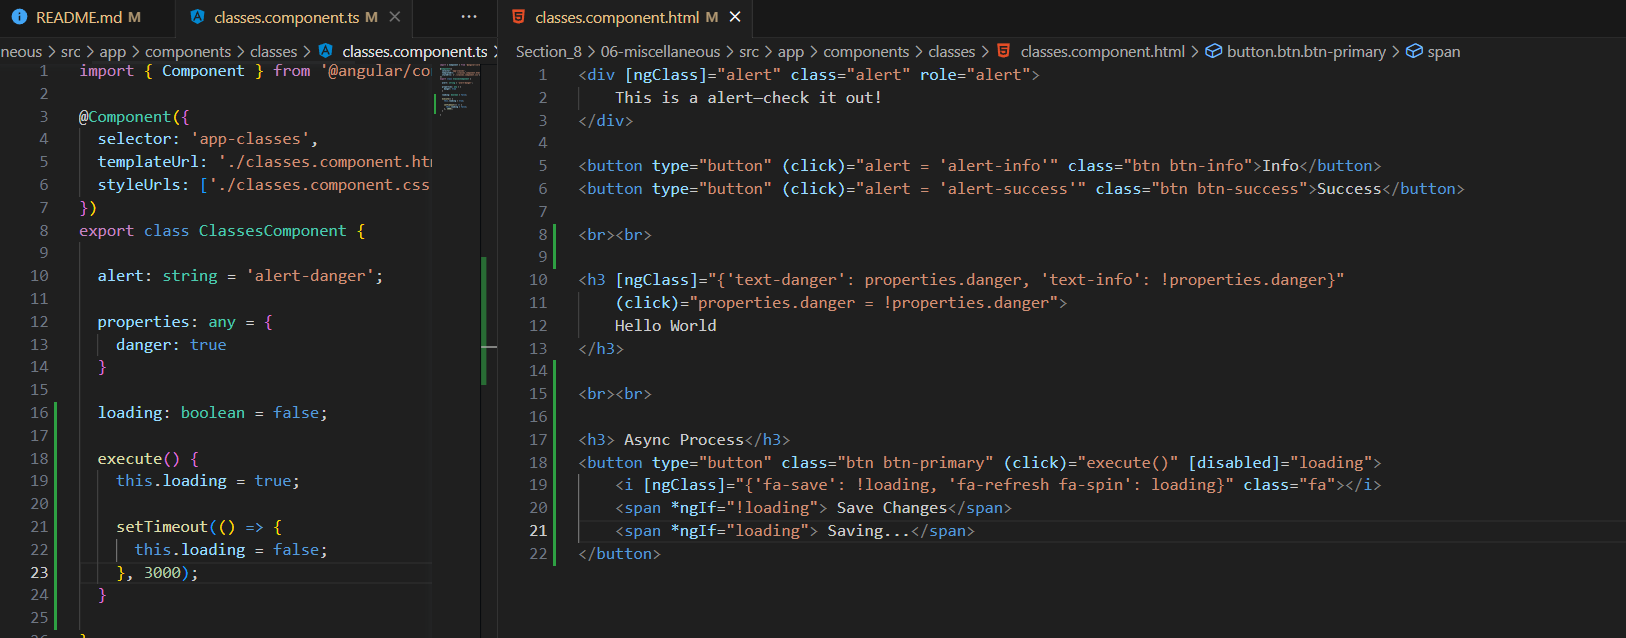 README.md M
classes.component.ts M
...
neous > src > app > components > classes > classes.component.ts >
1 import { Component } from '@angular/co
2
3 @Component({
4 selector: 'app-classes',
5 templateUrl: './classes.component.htm
6 styleUrls: ['./classes.component.css
7 })
8 export class ClassesComponent {
9
10 alert: string = 'alert-danger';
11
12 properties: any = {
13 danger: true
14 }
15
16 loading: boolean = false;
17
18 execute() {
19 this.loading = true;
20
21 setTimeout(() => {
22 this.loading = false;
23 }, 3000);
24 }
25
classes.component.html M
Section_8 > 06-miscellaneous > src > app > components > classes > classes.component.html > button.btn.btn-primary > span
1 <div [ngClass]="alert" class="alert" role="alert">
2 This is a alert—check it out!
3 </div>
4
5 <button type="button" (click)="alert = 'alert-info'" class="btn btn-info">Info</button>
6 <button type="button" (click)="alert = 'alert-success'" class="btn btn-success">Success</button>
7
8 <br><br>
9
10 <h3 [ngClass]="{'text-danger': properties.danger, 'text-info': !properties.danger}"
11 (click)="properties.danger = !properties.danger">
12 Hello World
13 </h3>
14
15 <br><br>
16
17 <h3> Async Process</h3>
18 <button type="button" class="btn btn-primary" (click)="execute()" [disabled]="loading">
19 <i [ngClass]="{'fa-save': !loading, 'fa-refresh fa-spin': loading}" class="fa"></i>
20 <span *ngIf="!loading"> Save Changes</span>
21 <span *ngIf="loading"> Saving...</span>
22 </button>